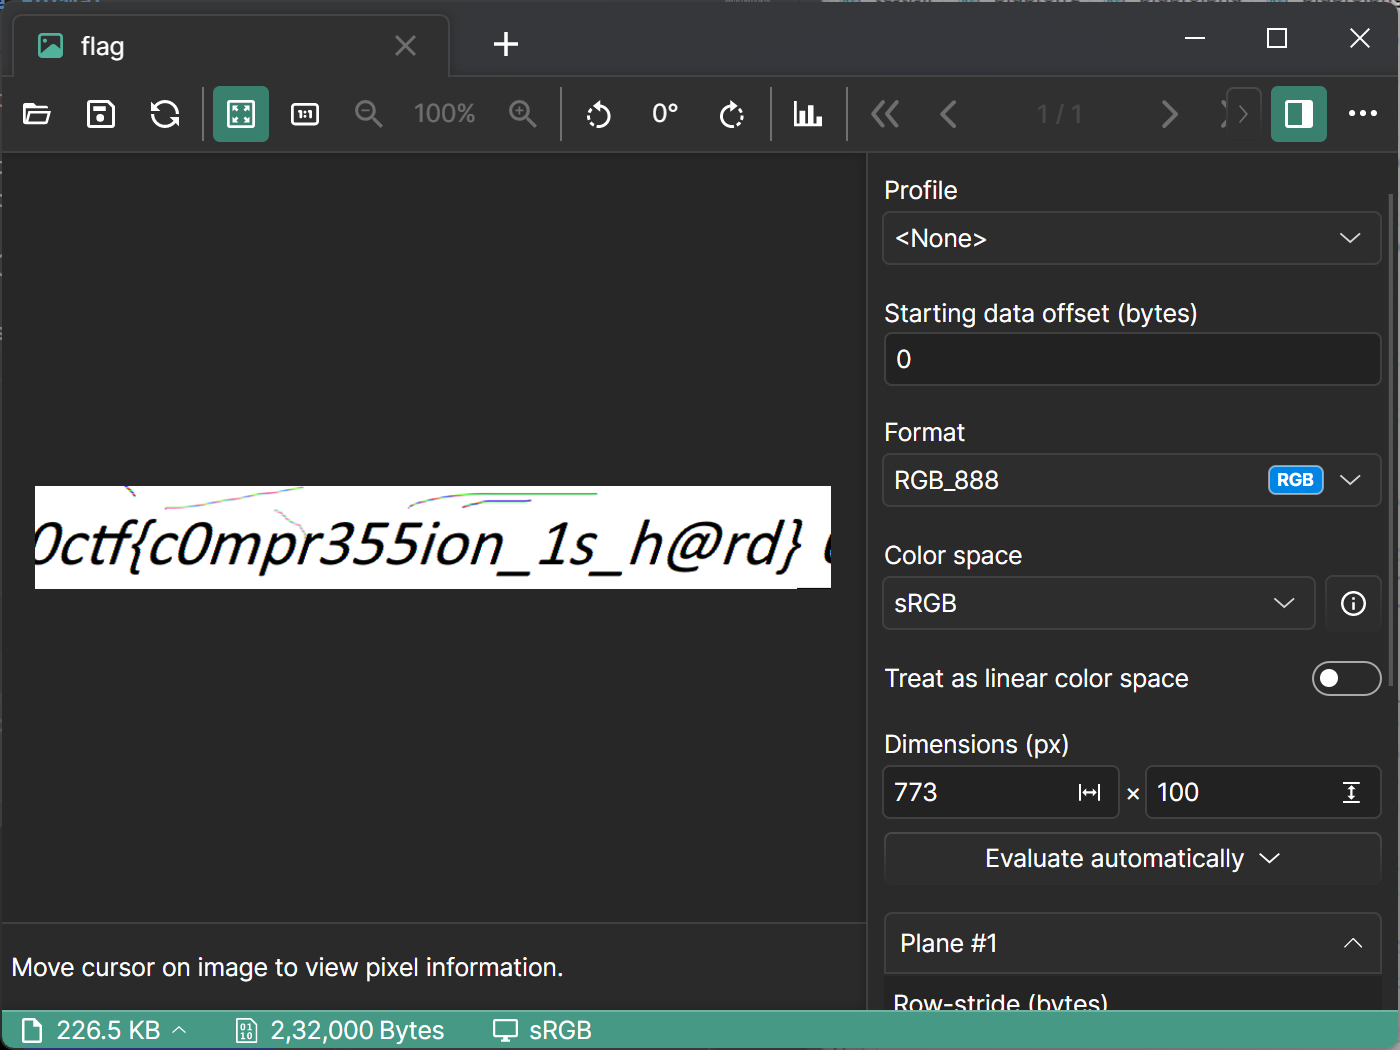 flag
1:1
100%
0°
1 / 1
Profile
<None>
Starting data offset (bytes)
0
Format
RGB_888
RGB
Color space
sRGB
Treat as linear color space
Dimensions (px)
773 × 100
Evaluate automatically
Plane #1
Row-stride (bytes)
0ctf{c0mpr355ion_1s_h@rd}
Move cursor on image to view pixel information.
226.5 KB
2,32,000 Bytes
sRGB